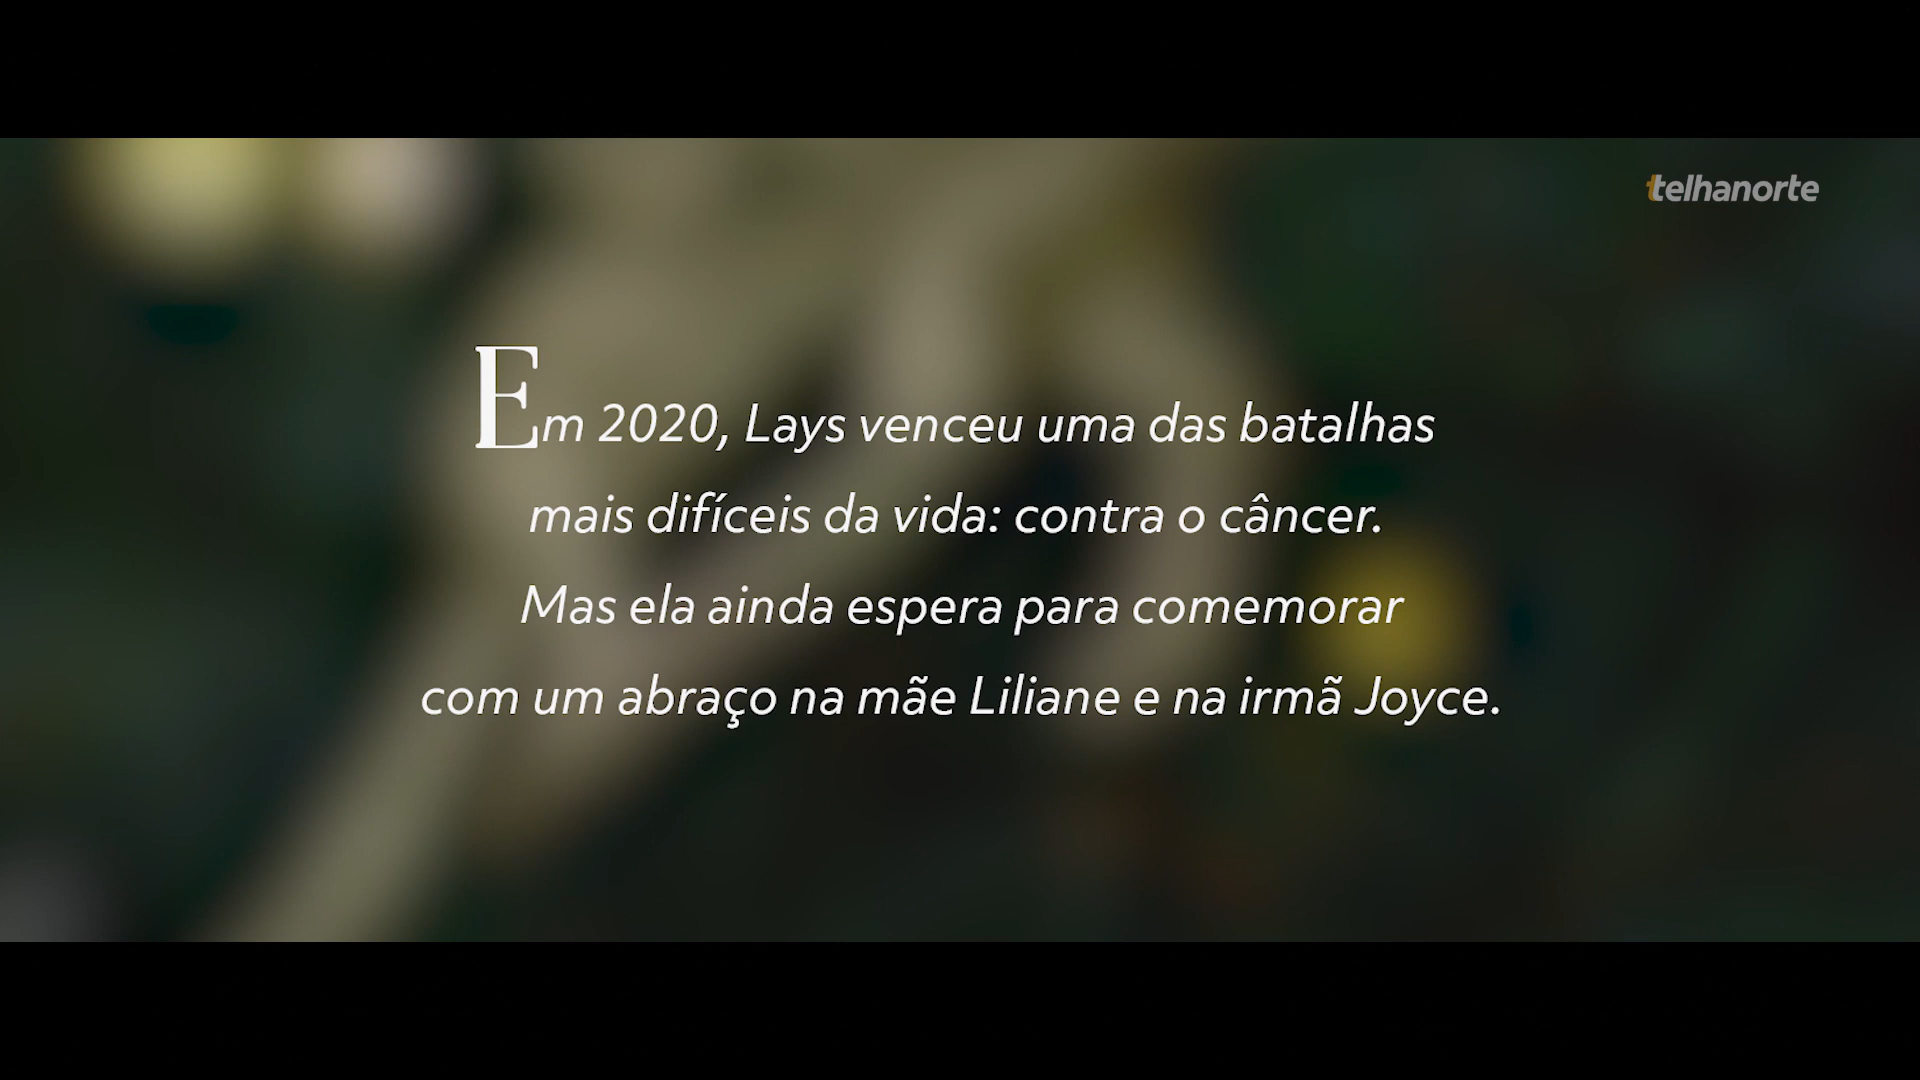 telhanorte
Em 2020, Lays venceu uma das batalhas
mais difíceis da vida: contra o câncer.
Mas ela ainda espera para comemorar
com um abraço na mãe Liliane e na irmã Joyce.